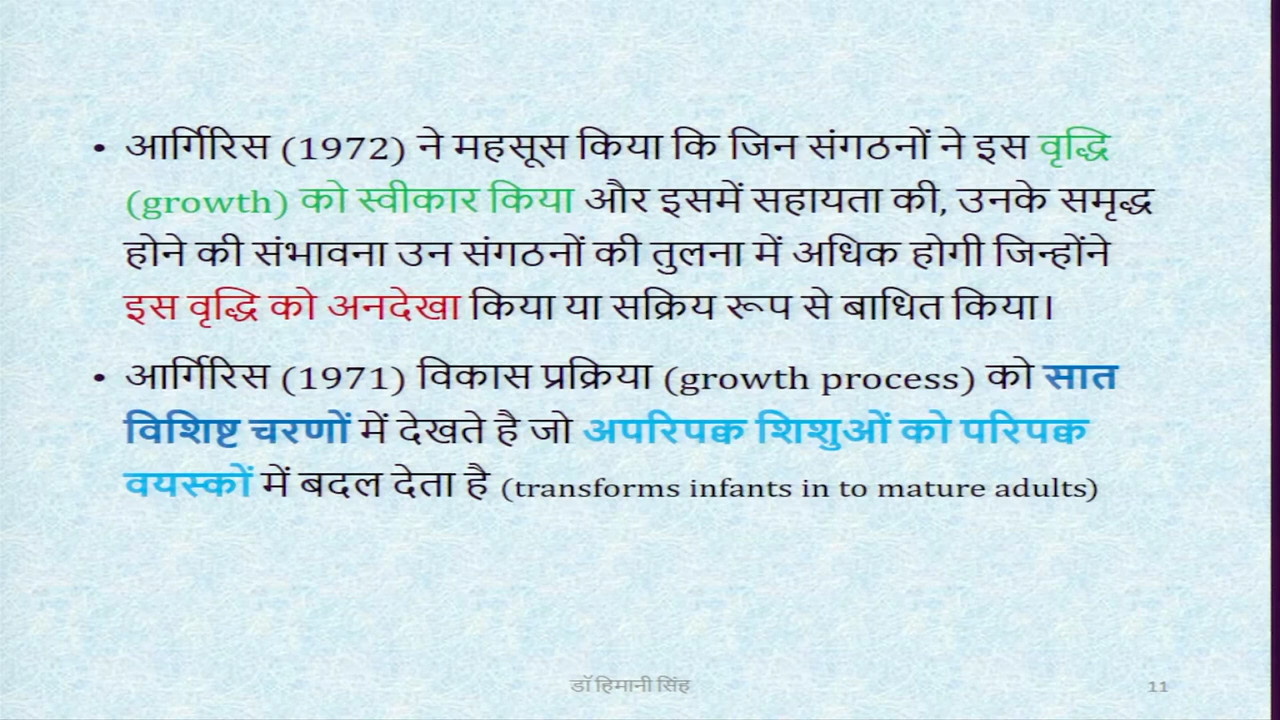 • आर्गिरिस (1972) ने महसूस किया कि जिन संगठनों ने इस वृद्धि
(growth) को स्वीकार किया और इसमें सहायता की, उनके समृद्ध
होने की संभावना उन संगठनों की तुलना में अधिक होगी जिन्होंने
इस वृद्धि को अनदेखा किया या सक्रिय रूप से बाधित किया।
• आर्गिरिस (1971) विकास प्रक्रिया (growth process) को सात
विशिष्ट चरणों में देखते है जो अपरिपक्व शिशुओं को परिपक्व
वयस्कों में बदल देता है (transforms infants in to mature adults)
डॉ हिमानी सिंह
11